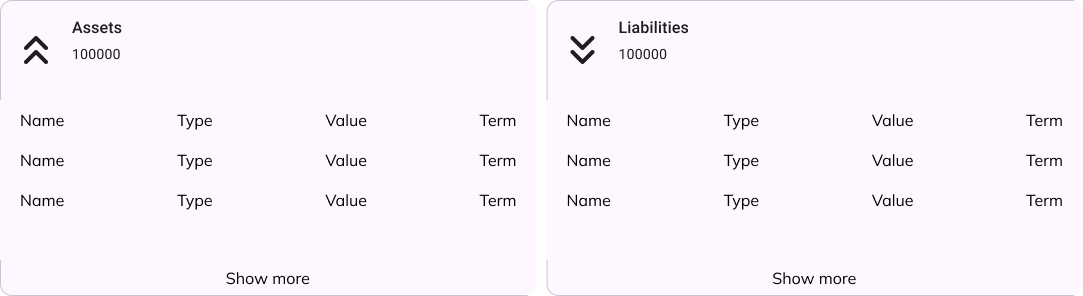 Assets
100000
Name Type Value Term
Name Type Value Term
Name Type Value Term
Show more
Liabilities
100000
Name Type Value Term
Name Type Value Term
Name Type Value Term
Show more